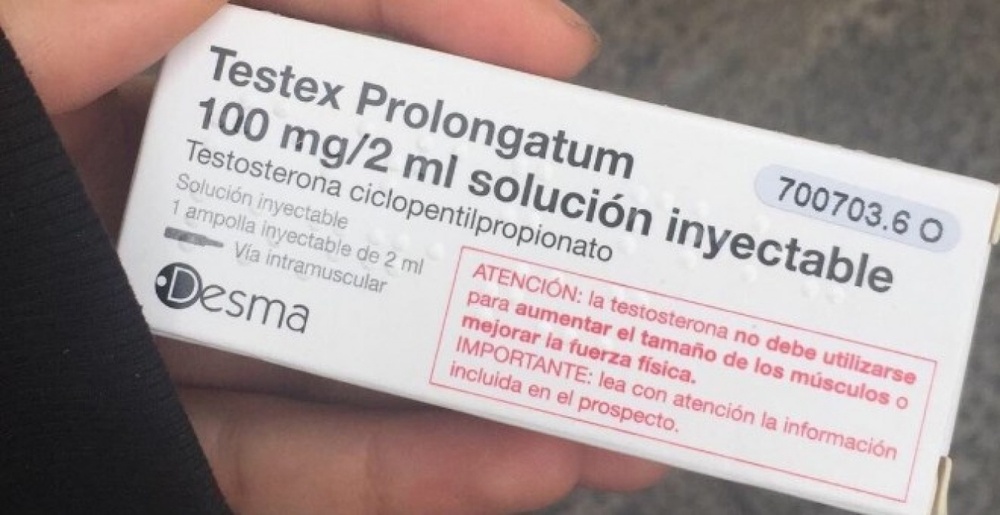 Testex Prolongatum
100 mg/2 ml solución inyectable
Testosterona ciclopentilpropionato
Solución inyectable
1 ampolla inyectable de 2 ml
Vía intramuscular
Desma
700703.6 O
ATENCIÓN: la testosterona no debe utilizarse
para aumentar el tamaño de los músculos o
mejorar la fuerza física.
IMPORTANTE: lea con atención la información
incluida en el prospecto.